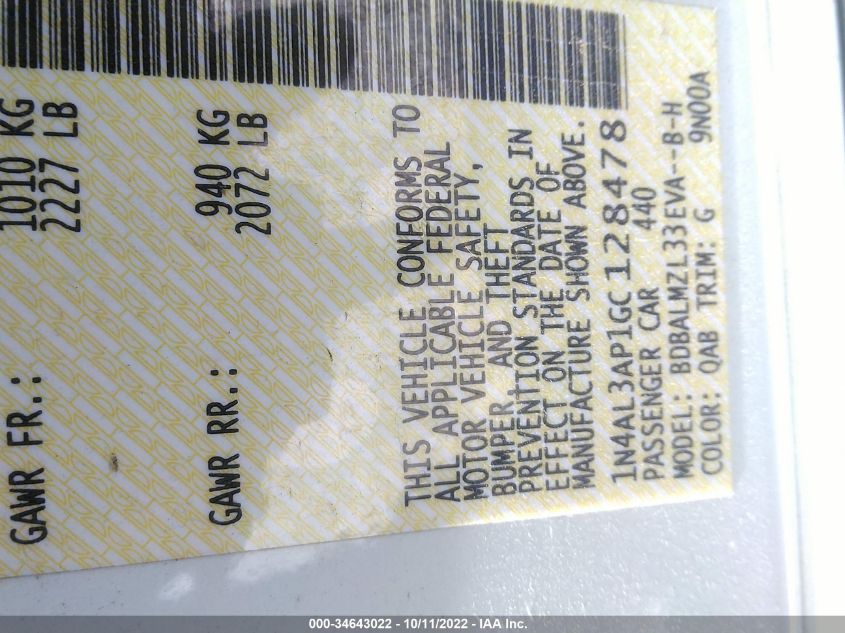 GAWR FR.: 1010 KG
2227 LB
GAWR RR.: 940 KG
2072 LB
THIS VEHICLE CONFORMS TO
ALL APPLICABLE FEDERAL
MOTOR VEHICLE SAFETY,
BUMPER, AND THEFT
PREVENTION STANDARDS IN
EFFECT ON THE DATE OF
MANUFACTURE SHOWN ABOVE.
1N4AL3AP1GC128478
PASSENGER CAR 440
MODEL: BDBALMZL33EVA--B-H
COLOR: QAB TRIM: G 9N00A
000-34643022 - 10/11/2022 - IAA Inc.